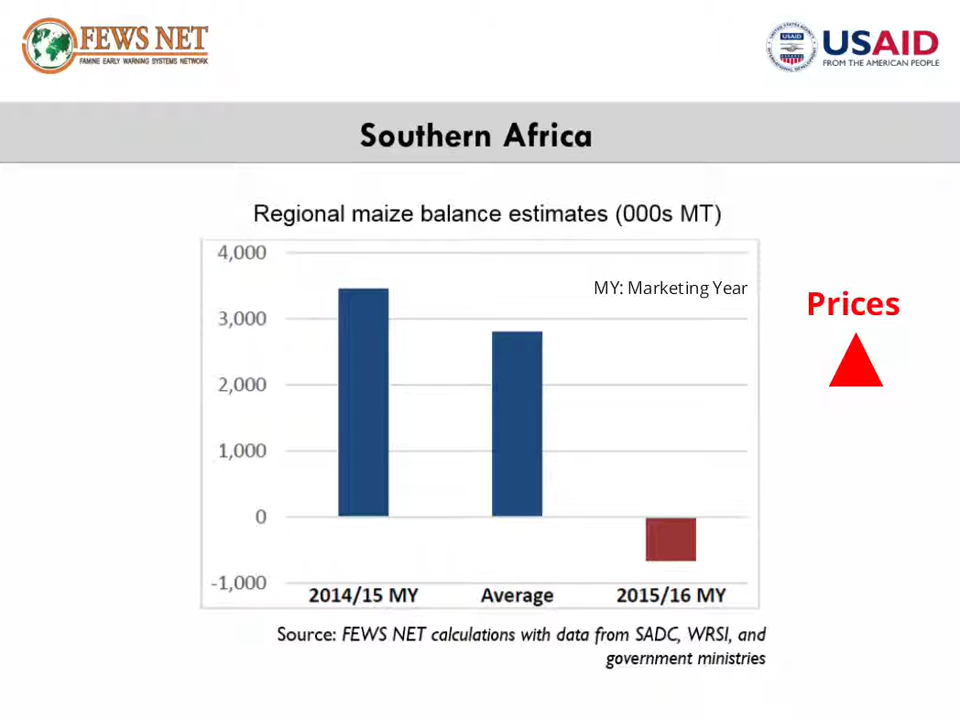 FEWS NET
FAMINE EARLY WARNING SYSTEMS NETWORK
USAID
USAID
FROM THE AMERICAN PEOPLE
Southern Africa
Regional maize balance estimates (000s MT)
4,000
MY: Marketing Year
Prices
3,000
2,000
1,000
0
-1,000
2014/15 MY Average 2015/16 MY
Source: FEWS NET calculations with data from SADC, WRSI, and
government ministries